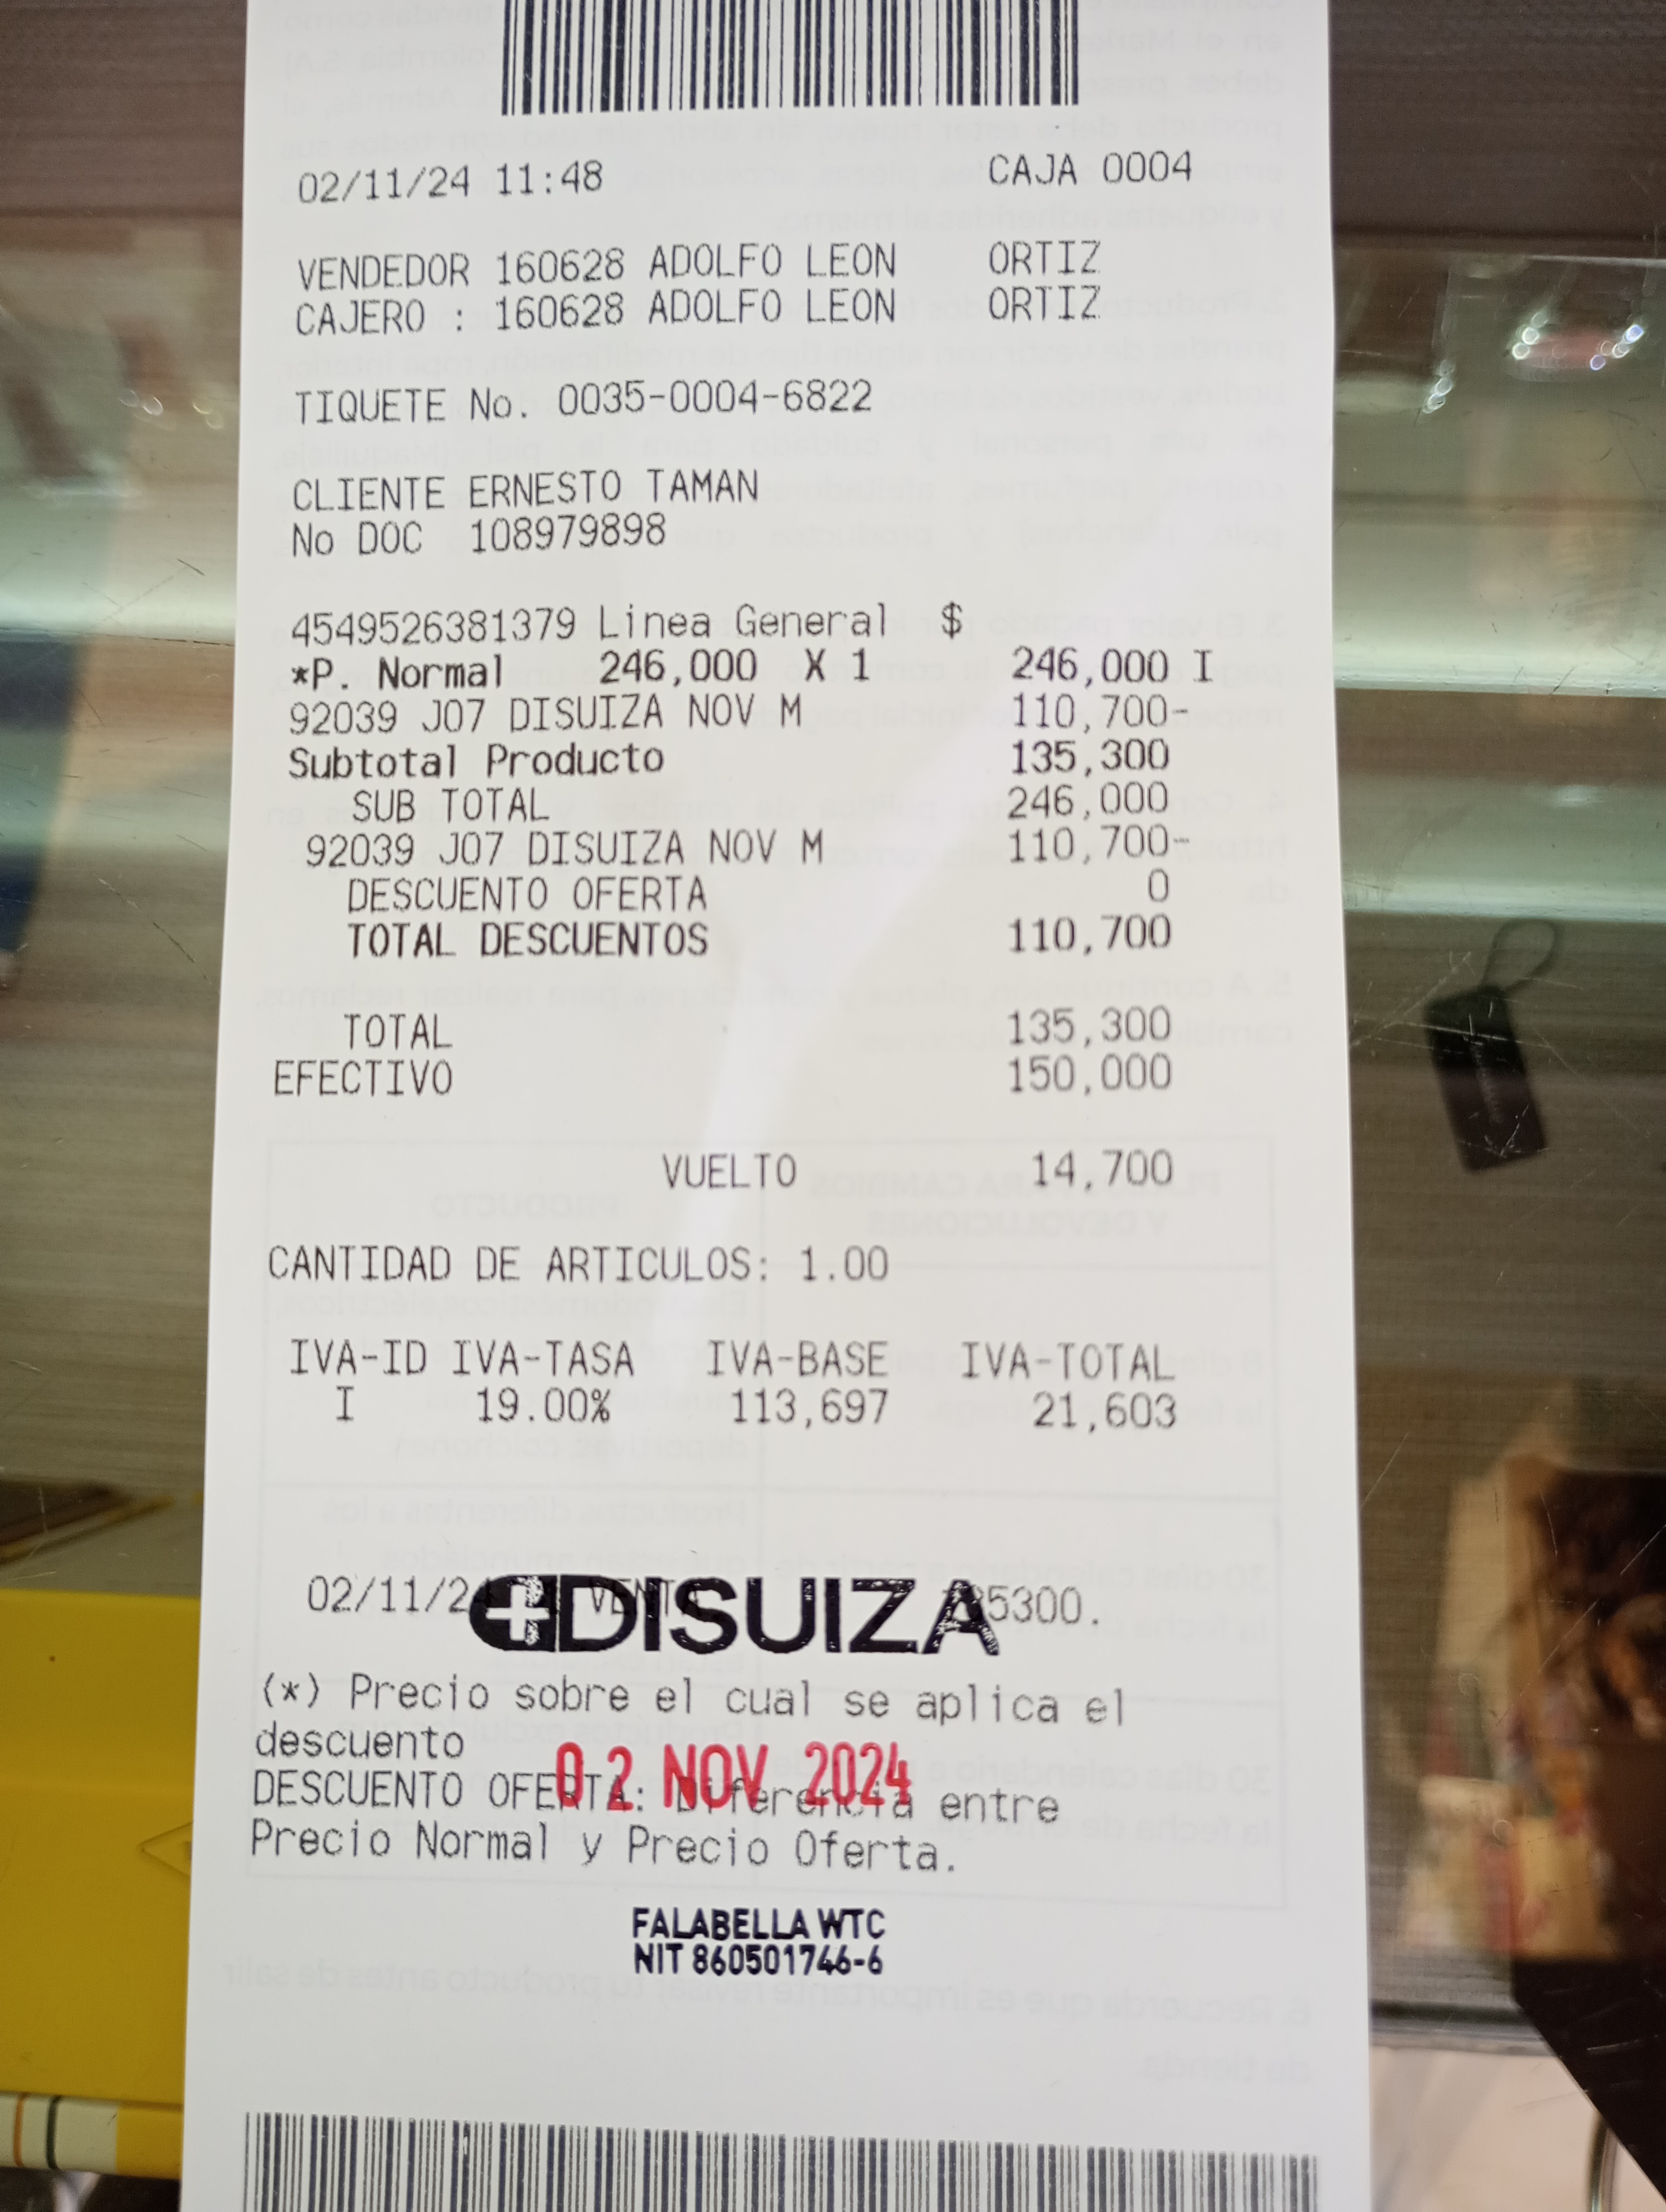 02/11/24 11:48 CAJA 0004
VENDEDOR 160628 ADOLFO LEON ORTIZ
CAJERO : 160628 ADOLFO LEON ORTIZ
TIQUETE No. 0035-0004-6822
CLIENTE ERNESTO TAMAN
No DOC 108979898
4549526381379 Linea General $
*P. Normal 246,000 X 1 246,000 I
92039 J07 DISUIZA NOV M 110,700-
Subtotal Producto 135,300
SUB TOTAL 246,000
92039 J07 DISUIZA NOV M 110,700-
DESCUENTO OFERTA 0
TOTAL DESCUENTOS 110,700
TOTAL 135,300
EFECTIVO 150,000
VUELTO 14,700
CANTIDAD DE ARTICULOS: 1.00
IVA-ID IVA-TASA IVA-BASE IVA-TOTAL
I 19.00% 113,697 21,603
02/11/24 VENTA
DISUIZA
(*) Precio sobre el cual se aplica el
descuento
02 NOV 2024
DESCUENTO OFERTA: Diferencia entre
Precio Normal y Precio Oferta.
FALABELLA WTC
NIT 860501746-6